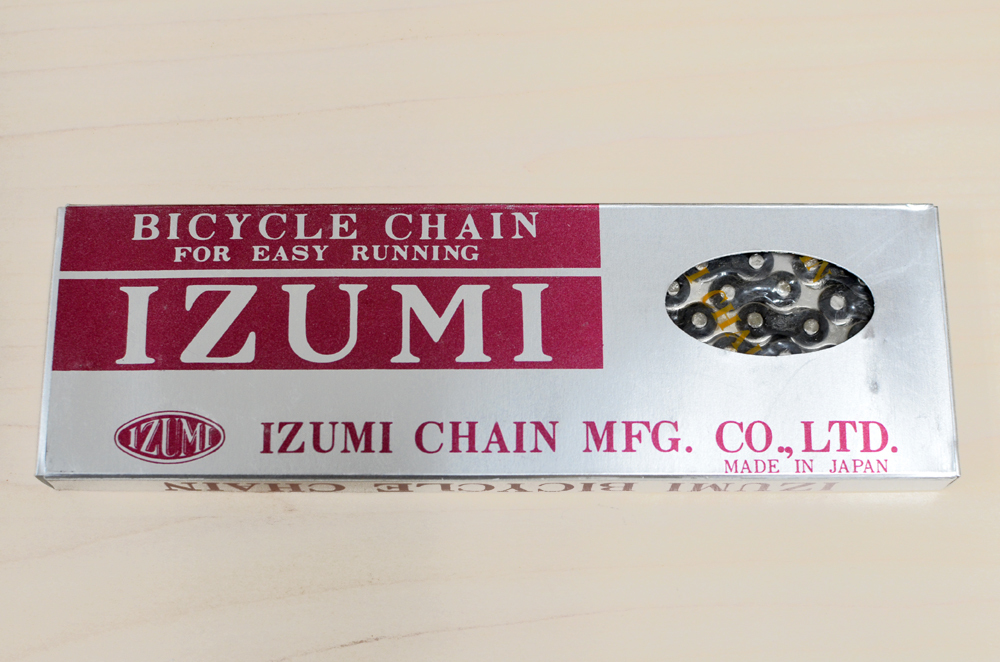 BICYCLE CHAIN
FOR EASY RUNNING
IZUMI
IZUMI
IZUMI CHAIN MFG. CO., LTD.
MADE IN JAPAN
IZUMI BICYCLE CHAIN